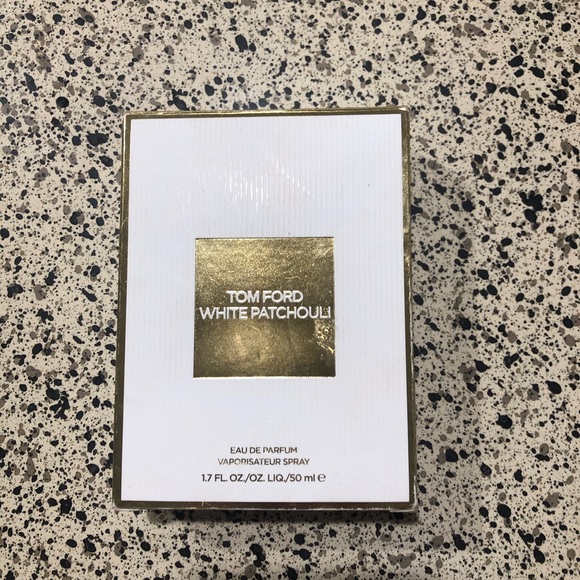 TOM FORD
WHITE PATCHOULI
EAU DE PARFUM
VAPORISATEUR SPRAY
1.7 FL. OZ./OZ. LIQ./50 ml ℮